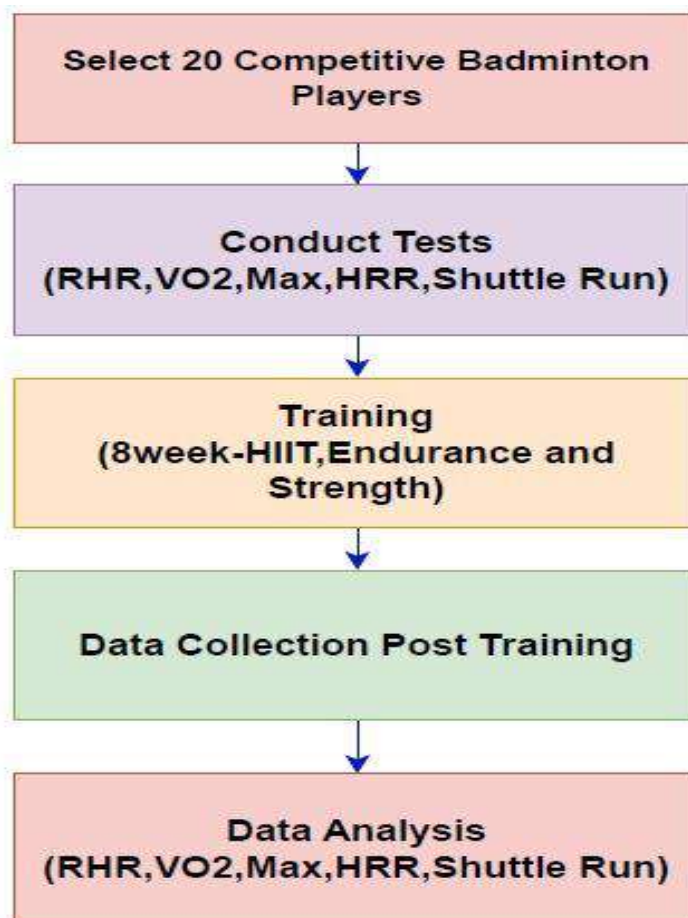 Select 20 Competitive Badminton
Players
Conduct Tests
(RHR,VO2,Max,HRR,Shuttle Run)
Training
(8week-HIIT,Endurance and
Strength)
Data Collection Post Training
Data Analysis
(RHR,VO2,Max,HRR,Shuttle Run)